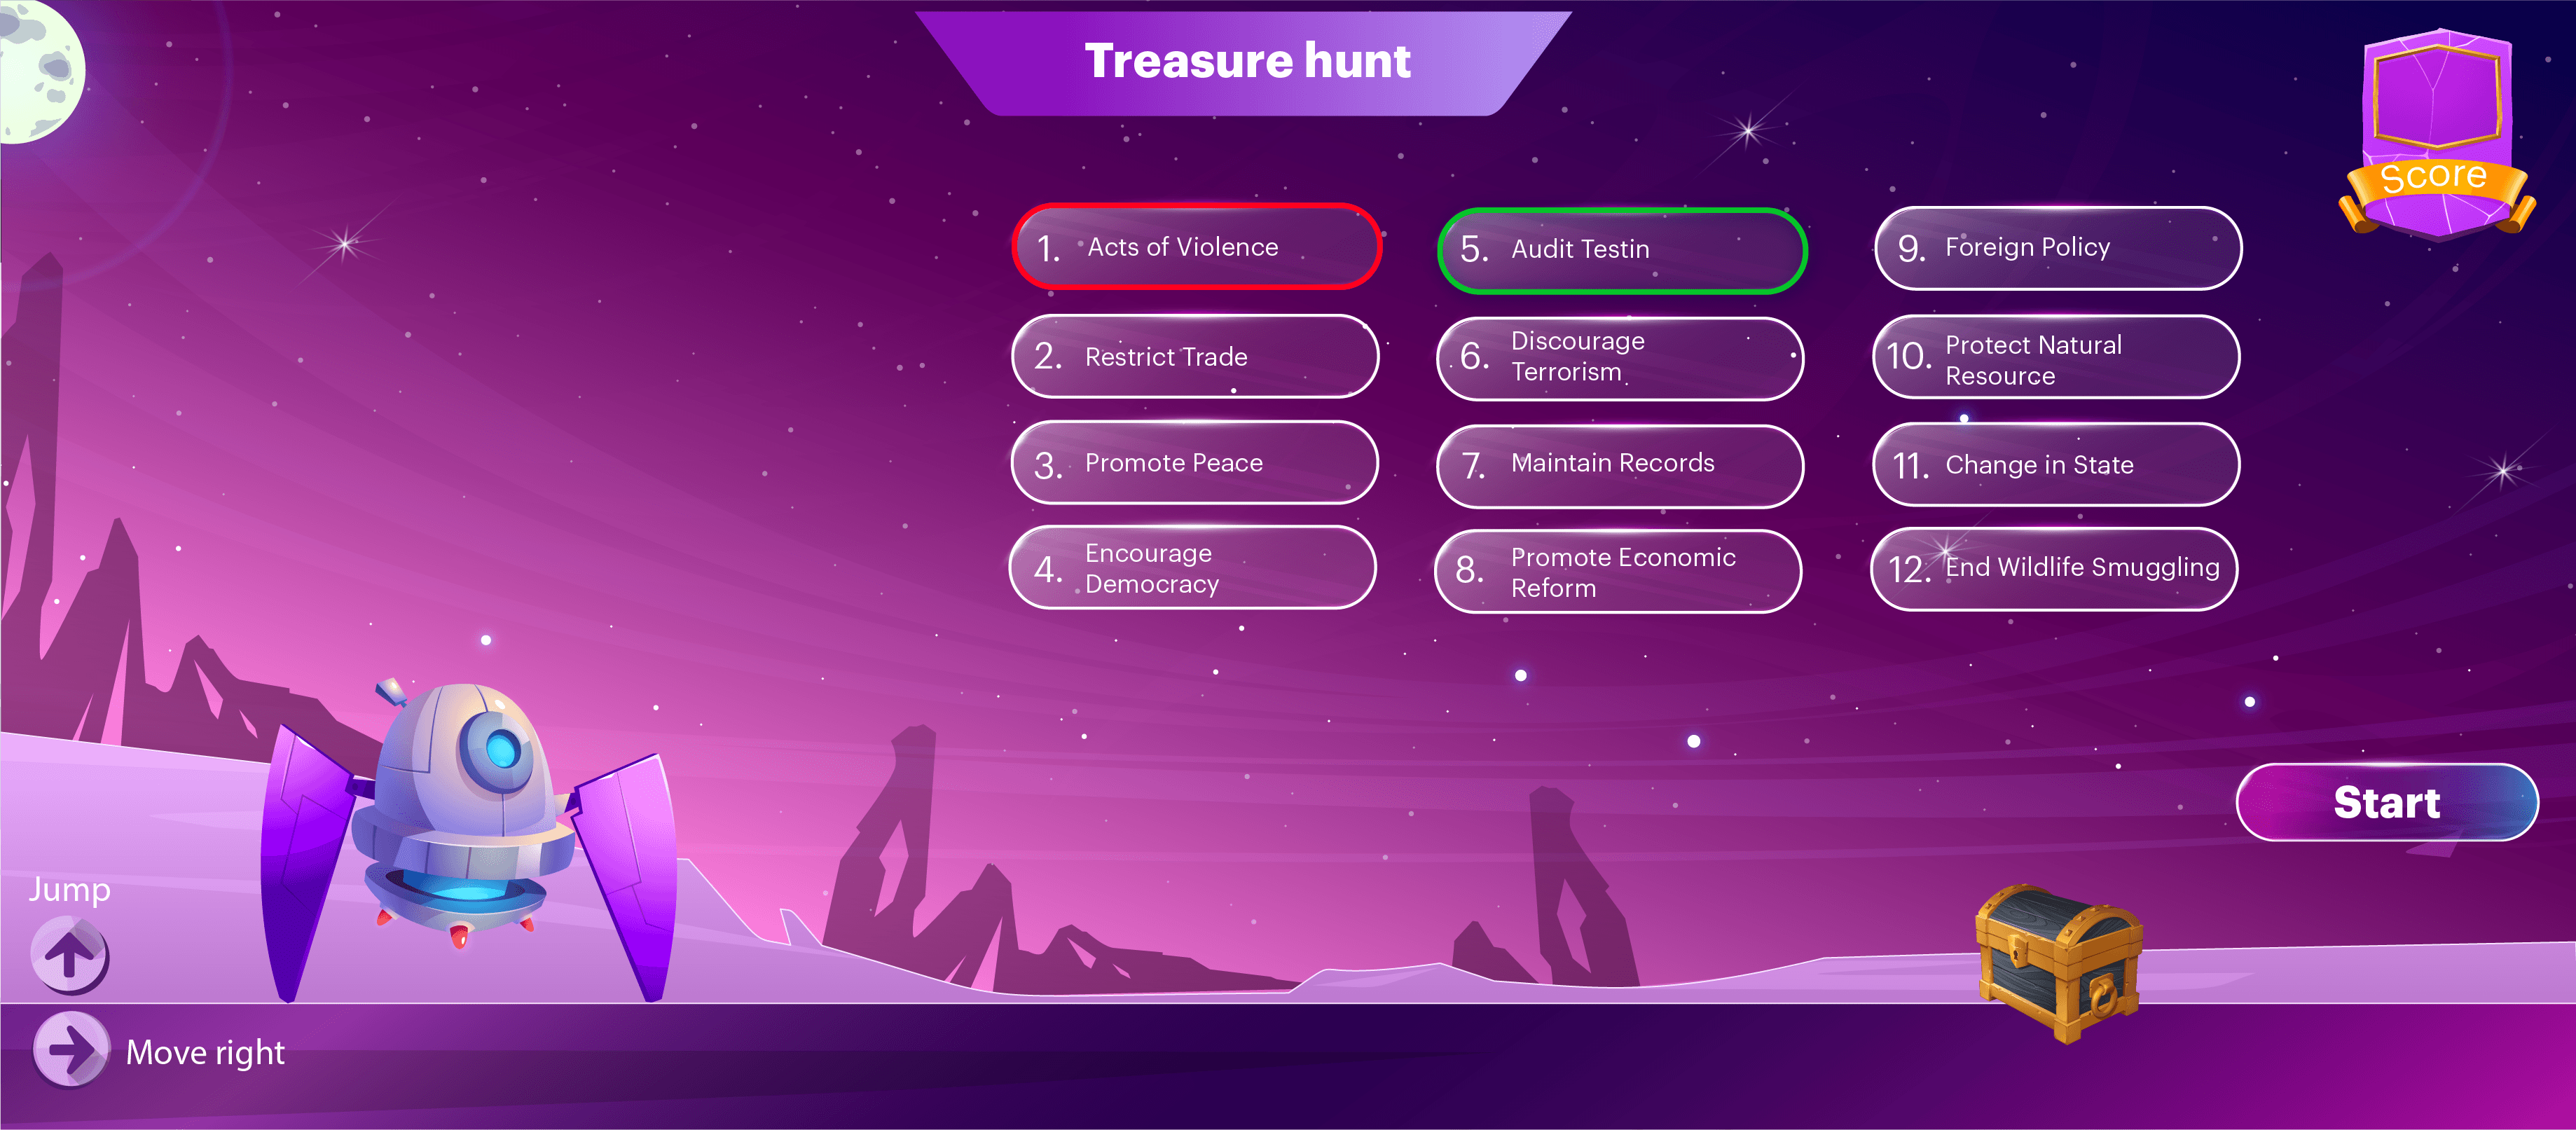 Treasure hunt
Score
1. Acts of Violence
2. Restrict Trade
3. Promote Peace
4. Encourage
Democracy
5. Audit Testin
6. Discourage
Terrorism
7. Maintain Records
8. Promote Economic
Reform
9. Foreign Policy
10. Protect Natural
Resource
11. Change in State
12. End Wildlife Smuggling
Start
Jump
Move right